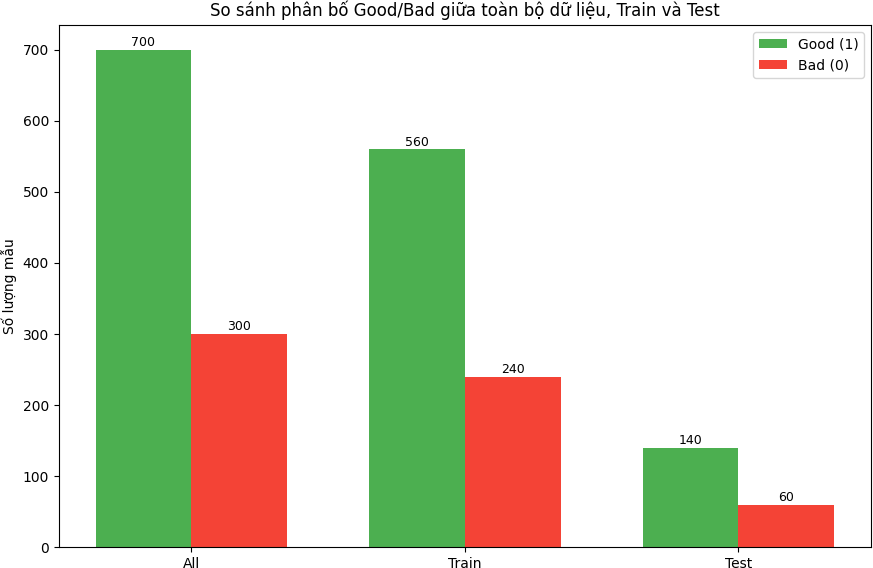 So sánh phân bố Good/Bad giữa toàn bộ dữ liệu, Train và Test
Good (1)
Bad (0)
Số lượng mẫu
700
600
500
400
300
200
100
0
700
300
560
240
140
60
All
Train
Test